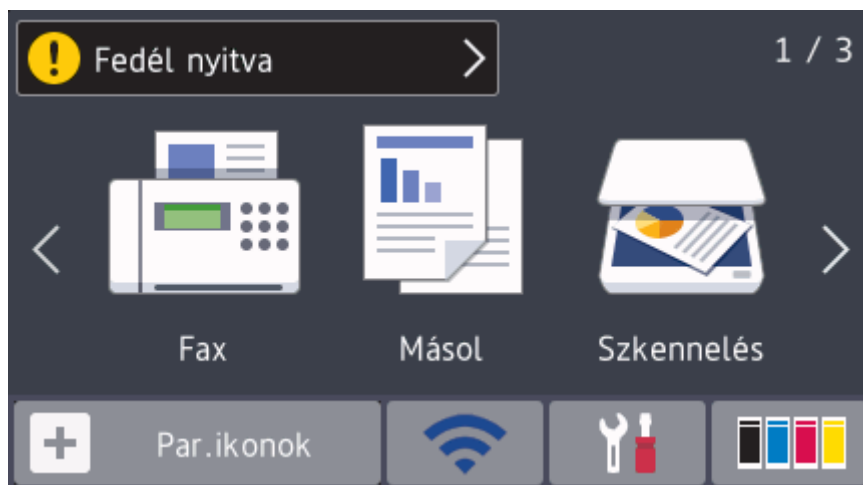 Fedél nyitva
1 / 3
Fax
Másol
Szkennelés
Par.ikonok